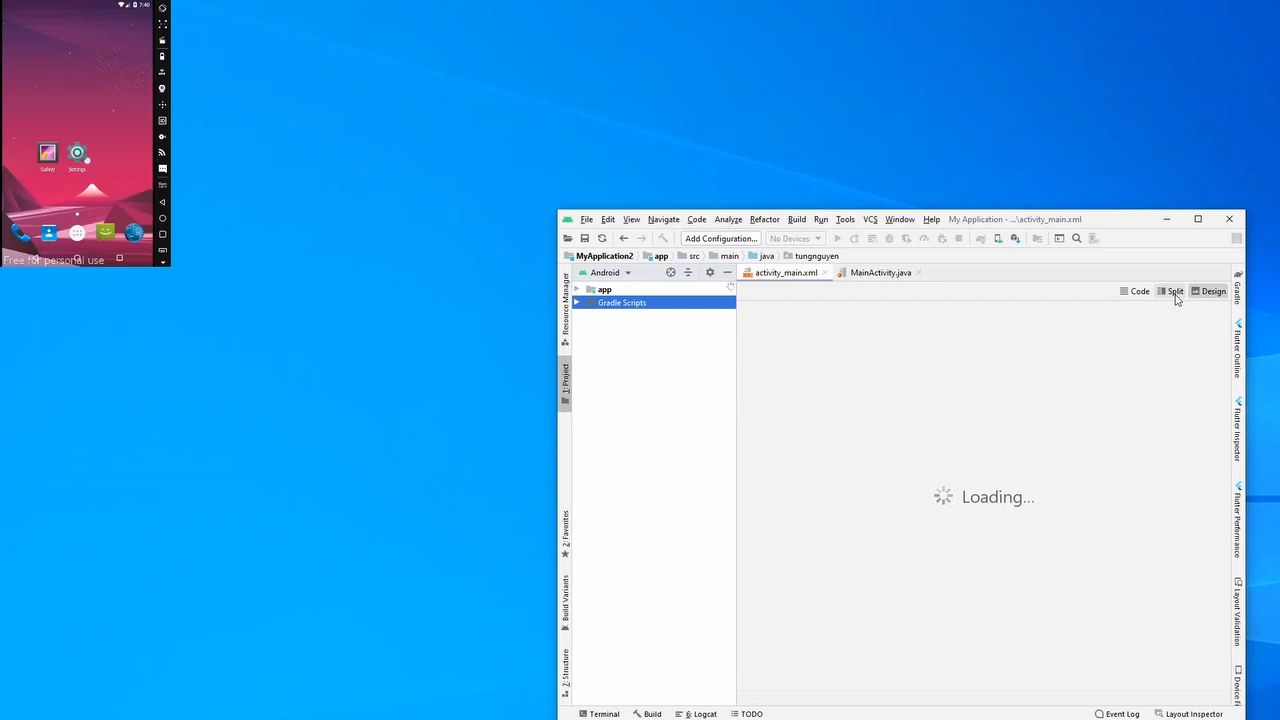 7:40
Gallery Settings
Free for personal use
File Edit View Navigate Code Analyze Refactor Build Run Tools VCS Window Help My Application - ...\activity_main.xml
Add Configuration... No Devices
MyApplication2 app src main java tungnguyen
Android activity_main.xml MainActivity.java
Code Split Design
app
Gradle Scripts
Loading...
Resource Manager
1: Project
2: Favorites
Build Variants
7: Structure
Gradle
Flutter Outline
Flutter Inspector
Flutter Performance
Layout Validation
Terminal Build 6: Logcat TODO Event Log Layout Inspector